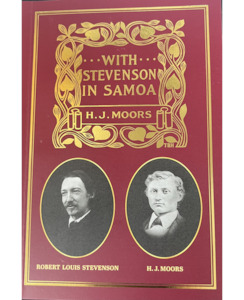 ··· WITH ···
STEVENSON
IN SAMOA
H. J. MOORS
ROBERT LOUIS STEVENSON
H. J. MOORS